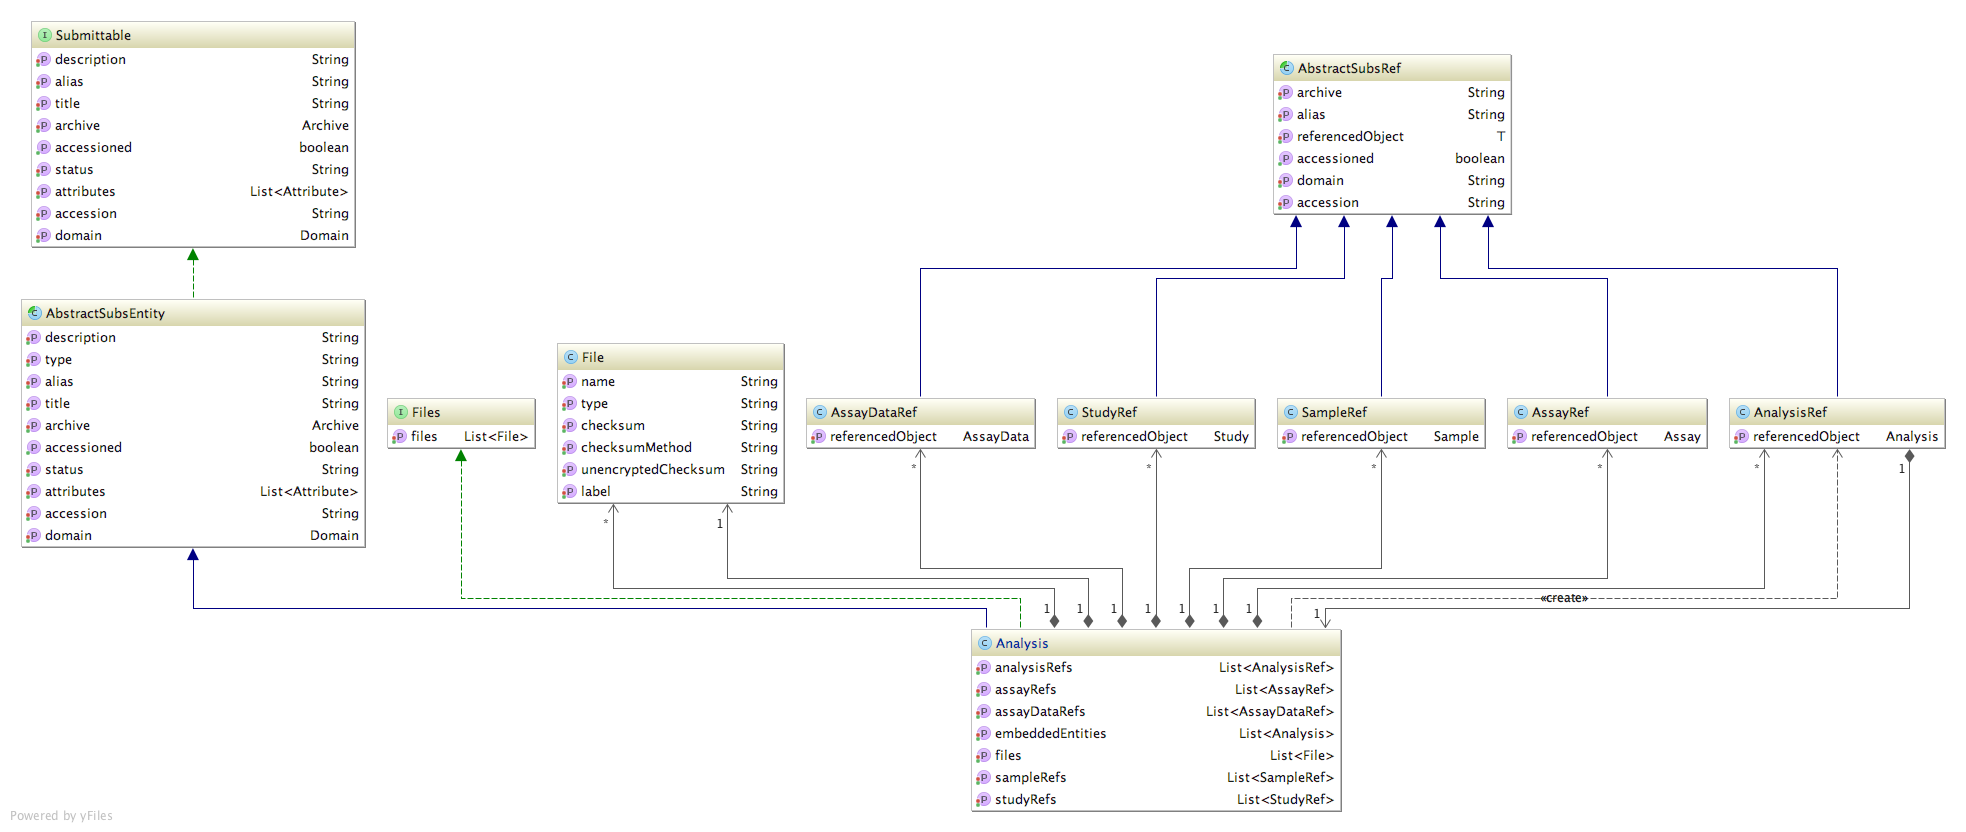 I Submittable
P description String
P alias String
P title String
P archive Archive
P accessioned boolean
P status String
P attributes List<Attribute>
P accession String
P domain Domain
C AbstractSubsEntity
P description String
P type String
P alias String
P title String
P archive Archive
P accessioned boolean
P status String
P attributes List<Attribute>
P accession String
P domain Domain
I Files
P files List<File>
C File
P name String
P type String
P checksum String
P checksumMethod String
P unencryptedChecksum String
P label String
C AbstractSubsRef
P archive String
P alias String
P referencedObject T
P accessioned boolean
P domain String
P accession String
C AssayDataRef
P referencedObject AssayData
C StudyRef
P referencedObject Study
C SampleRef
P referencedObject Sample
C AssayRef
P referencedObject Assay
C AnalysisRef
P referencedObject Analysis
* * * * * 1
* 1
«create»
1 1 1 1 1 1 1 1
C Analysis
P analysisRefs List<AnalysisRef>
P assayRefs List<AssayRef>
P assayDataRefs List<AssayDataRef>
P embeddedEntities List<Analysis>
P files List<File>
P sampleRefs List<SampleRef>
P studyRefs List<StudyRef>
Powered by yFiles